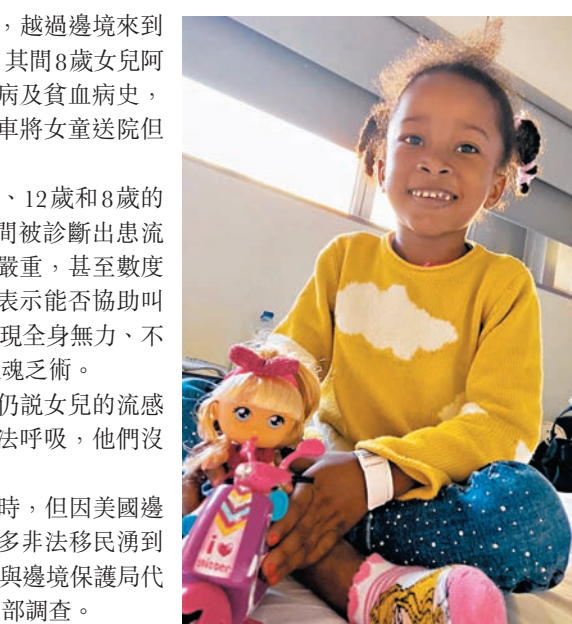 ，越過邊境來到
其間8歲女兒阿
病及貧血病史，
車將女童送院但
、12歲和8歲的
間被診斷出患流
嚴重，甚至數度
表示能否協助叫
現全身無力、不
魂之術。
仍說女兒的流感
法呼吸，他們沒
時，但因美國邊
多非法移民湧到
與邊境保護局代
部調查。
i